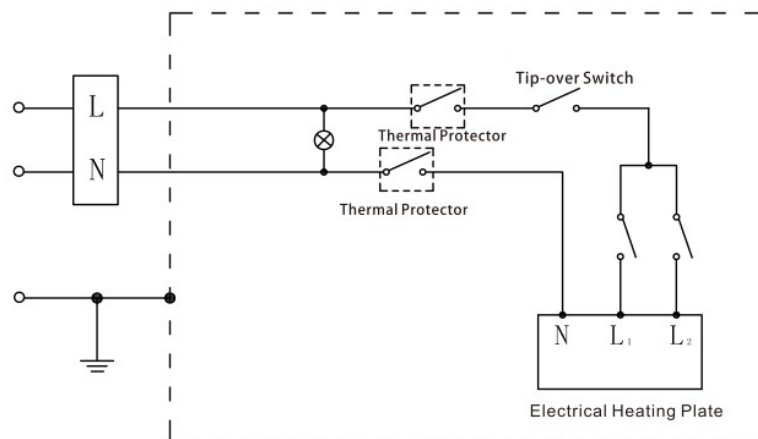 Tip-over Switch
L
Thermal Protector
N
Thermal Protector
N L₁ L₂
Electrical Heating Plate